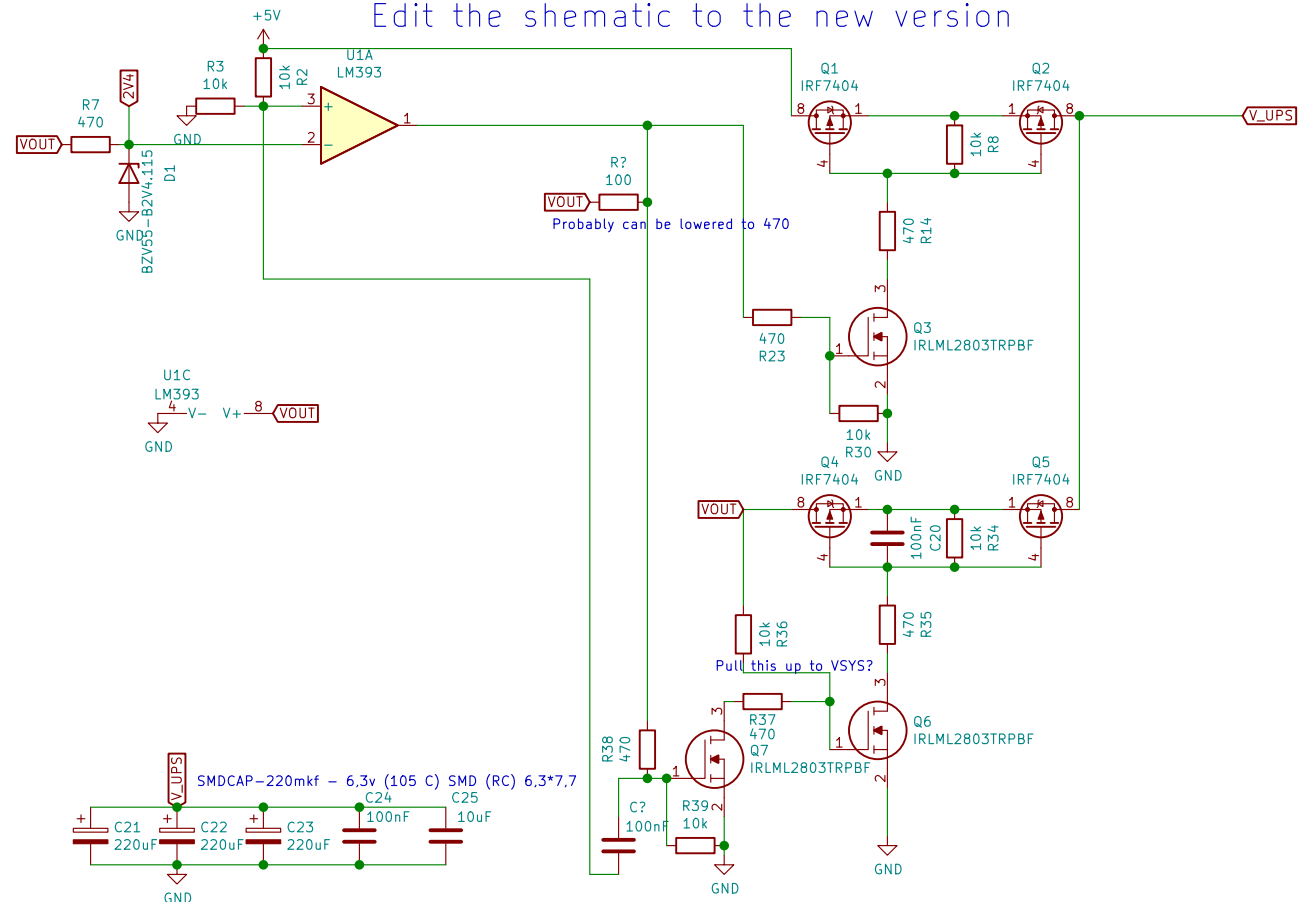 Edit the shematic to the new version
+5V
U1A
LM393
R3
10k
10k
R2
3
+
2
−
1
2V4
R7
470
VOUT
GND
D1
BZV55-B2V4.115
GND
R?
100
VOUT
Probably can be lowered to 470
Q1
IRF7404
8
1
4
10k
R8
Q2
IRF7404
1
8
4
V_UPS
470
R14
3
Q3
IRLML2803TRPBF
1
2
470
R23
10k
R30
GND
U1C
LM393
4
V−
V+
8
VOUT
GND
VOUT
Q4
IRF7404
8
1
4
100nF
C20
10k
R34
Q5
IRF7404
1
8
4
470
R35
10k
R36
Pull this up to VSYS?
3
Q6
IRLML2803TRPBF
1
2
GND
R37
470
3
Q7
IRLML2803TRPBF
1
2
R38
470
R39
10k
GND
C?
100nF
V_UPS
SMDCAP-220mkf - 6,3v (105 C) SMD (RC) 6,3*7,7
+
C21
220uF
+
C22
220uF
+
C23
220uF
C24
100nF
C25
10uF
GND